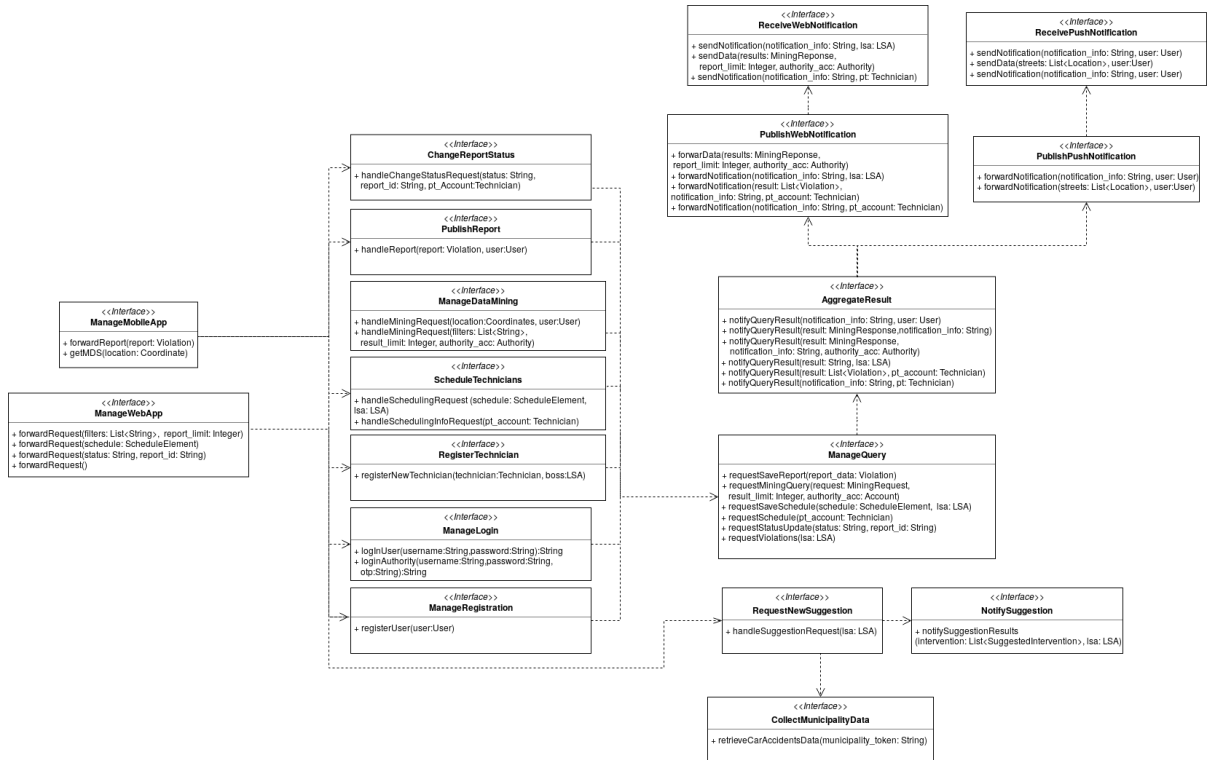 <<Interface>>
ReceiveWebNotification
+ sendNotification(notification_info: String, lsa: LSA)
+ sendData(results: MiningReponse,
report_limit: Integer, authority_acc: Authority)
+ sendNotification(notification_info: String, pt: Technician)
<<Interface>>
ReceivePushNotification
+ sendNotification(notification_info: String, user: User)
+ sendData(streets: List<Location>, user:User)
+ sendNotification(notification_info: String, user: User)
<<Interface>>
PublishWebNotification
+ forwarData(results: MiningReponse,
report_limit: Integer, authority_acc: Authority)
+ forwardNotification(notification_info: String, lsa: LSA)
+ forwardNotification(result: List<Violation>,
notification_info: String, pt_account: Technician)
+ forwardNotification(notification_info: String, pt_account: Technician)
<<Interface>>
PublishPushNotification
+ forwardNotification(notification_info: String, user: User)
+ forwardNotification(streets: List<Location>, user:User)
<<Interface>>
ChangeReportStatus
+ handleChangeStatusRequest(status: String,
report_id: String, pt_Account:Technician)
<<Interface>>
PublishReport
+ handleReport(report: Violation, user:User)
<<Interface>>
ManageDataMining
+ handleMiningRequest(location:Coordinates, user:User)
+ handleMiningRequest(filters: List<String>,
result_limit: Integer, authority_acc: Authority)
<<Interface>>
AggregateResult
+ notifyQueryResult(notification_info: String, user: User)
+ notifyQueryResult(result: MiningResponse,notification_info: String)
+ notifyQueryResult(result: MiningResponse,
notification_info: String, authority_acc: Authority)
+ notifyQueryResult(result: String, lsa: LSA)
+ notifyQueryResult(result: List<Violation>, pt_account: Technician)
+ notifyQueryResult(notification_info: String, pt: Technician)
<<Interface>>
ManageMobileApp
+ forwardReport(report: Violation)
+ getMDS(location: Coordinate)
<<Interface>>
ScheduleTechnicians
+ handleSchedulingRequest (schedule: ScheduleElement,
lsa: LSA)
+ handleSchedulingInfoRequest(pt_account: Technician)
<<Interface>>
ManageWebApp
+ forwardRequest(filters: List<String>, report_limit: Integer)
+ forwardRequest(schedule: ScheduleElement)
+ forwardRequest(status: String, report_id: String)
+ forwardRequest()
<<Interface>>
RegisterTechnician
+ registerNewTechnician(technician:Technician, boss:LSA)
<<Interface>>
ManageQuery
+ requestSaveReport(report_data: Violation)
+ requestMiningQuery(request: MiningRequest,
result_limit: Integer, authority_acc: Account)
+ requestSaveSchedule(schedule: ScheduleElement, lsa: LSA)
+ requestSchedule(pt_account: Technician)
+ requestStatusUpdate(status: String, report_id: String)
+ requestViolations(lsa: LSA)
<<Interface>>
ManageLogin
+ logInUser(username:String,password:String):String
+ loginAuthority(username:String,password:String,
otp:String):String
<<Interface>>
ManageRegistration
+ registerUser(user:User)
<<Interface>>
RequestNewSuggestion
+ handleSuggestionRequest(lsa: LSA)
<<Interface>>
NotifySuggestion
+ notifySuggestionResults
(intervention: List<SuggestedIntervention>, lsa: LSA)
<<Interface>>
CollectMunicipalityData
+ retrieveCarAccidentsData(municipality_token: String)